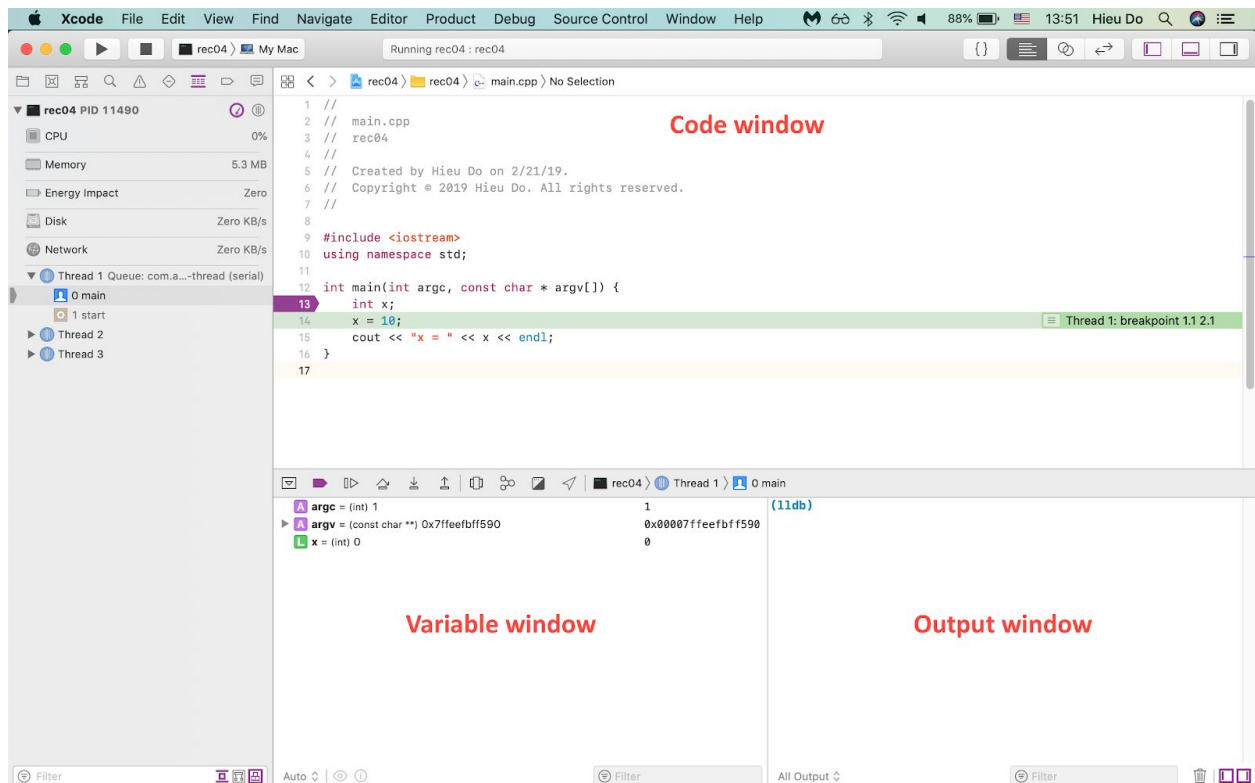 Xcode File Edit View Find Navigate Editor Product Debug Source Control Window Help 88% 13:51 Hieu Do
rec04 〉 My Mac Running rec04 : rec04 {}
rec04 〉 rec04 〉 main.cpp 〉 No Selection
rec04 PID 11490
CPU 0%
Memory 5.3 MB
Energy Impact Zero
Disk Zero KB/s
Network Zero KB/s
Thread 1 Queue: com.a...-thread (serial)
0 main
1 start
Thread 2
Thread 3
Filter
Code window
1 //
2 // main.cpp
3 // rec04
4 //
5 // Created by Hieu Do on 2/21/19.
6 // Copyright © 2019 Hieu Do. All rights reserved.
7 //
8
9 #include <iostream>
10 using namespace std;
11
12 int main(int argc, const char * argv[]) {
13 int x;
14 x = 10; Thread 1: breakpoint 1.1 2.1
15 cout << "x = " << x << endl;
16 }
17
rec04 〉 Thread 1 〉 0 main
A argc = (int) 1 1
A argv = (const char **) 0x7ffeefbff590 0x00007ffeefbff590
L x = (int) 0 0
Variable window
Auto Filter
(lldb)
Output window
All Output Filter